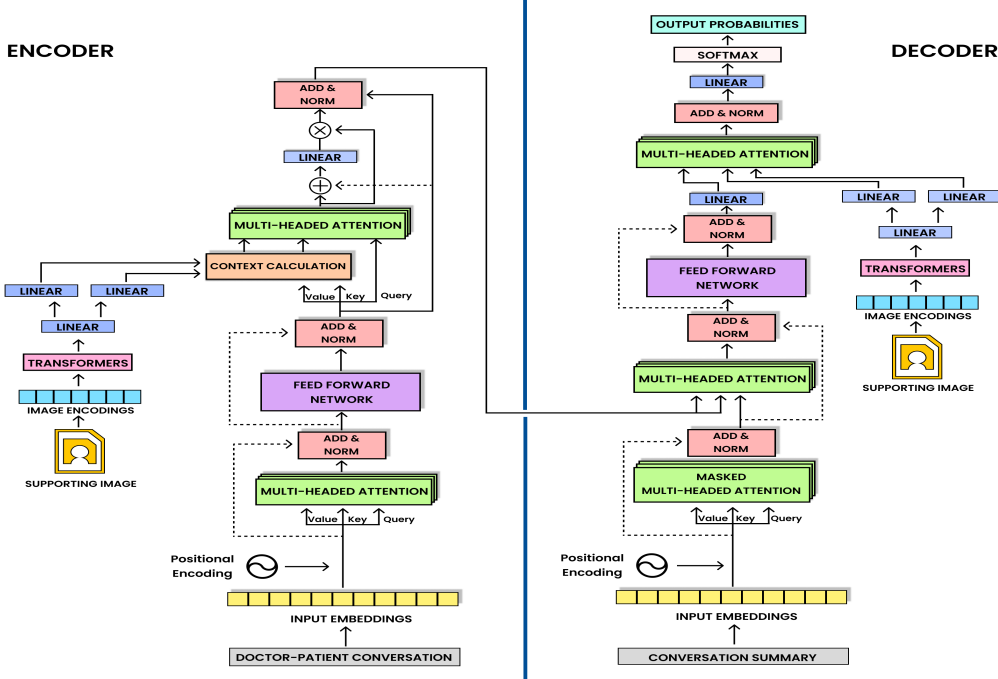 ENCODER
ADD &
NORM
LINEAR
MULTI-HEADED ATTENTION
CONTEXT CALCULATION
LINEAR
LINEAR
Value
Key
Query
LINEAR
ADD &
NORM
TRANSFORMERS
FEED FORWARD
NETWORK
IMAGE ENCODINGS
ADD &
NORM
SUPPORTING IMAGE
MULTI-HEADED ATTENTION
Value
Key
Query
Positional
Encoding
INPUT EMBEDDINGS
DOCTOR-PATIENT CONVERSATION
DECODER
OUTPUT PROBABILITIES
SOFTMAX
LINEAR
ADD & NORM
MULTI-HEADED ATTENTION
LINEAR
LINEAR
LINEAR
ADD &
NORM
LINEAR
FEED FORWARD
NETWORK
TRANSFORMERS
IMAGE ENCODINGS
ADD &
NORM
SUPPORTING IMAGE
MULTI-HEADED ATTENTION
ADD &
NORM
MASKED
MULTI-HEADED ATTENTION
Value
Key
Query
Positional
Encoding
INPUT EMBEDDINGS
CONVERSATION SUMMARY